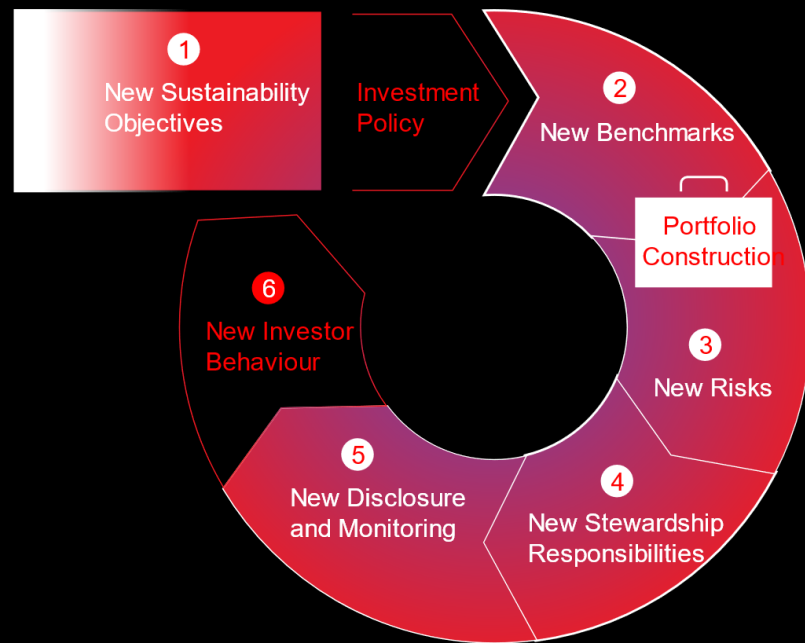 1
New Sustainability
Objectives
Investment
Policy
2
New Benchmarks
Portfolio
Construction
3
New Risks
4
New Stewardship
Responsibilities
5
New Disclosure
and Monitoring
6
New Investor
Behaviour